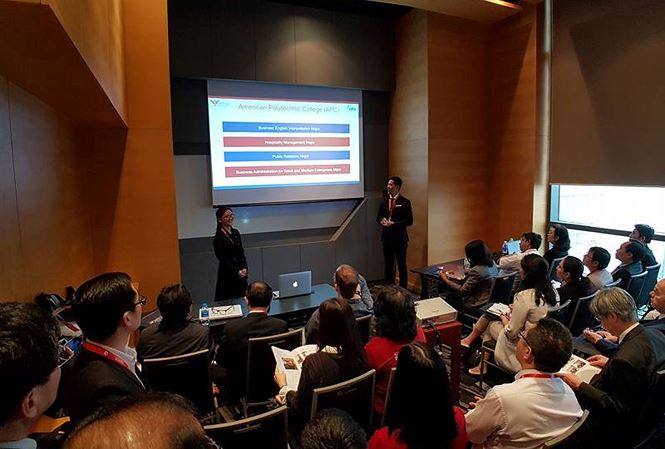 American Polytechnic College (APC)
Business English Interpretation Major
Hospitality Management Major
Public Relations Major
Business Administration for Small and Medium Enterprises Major